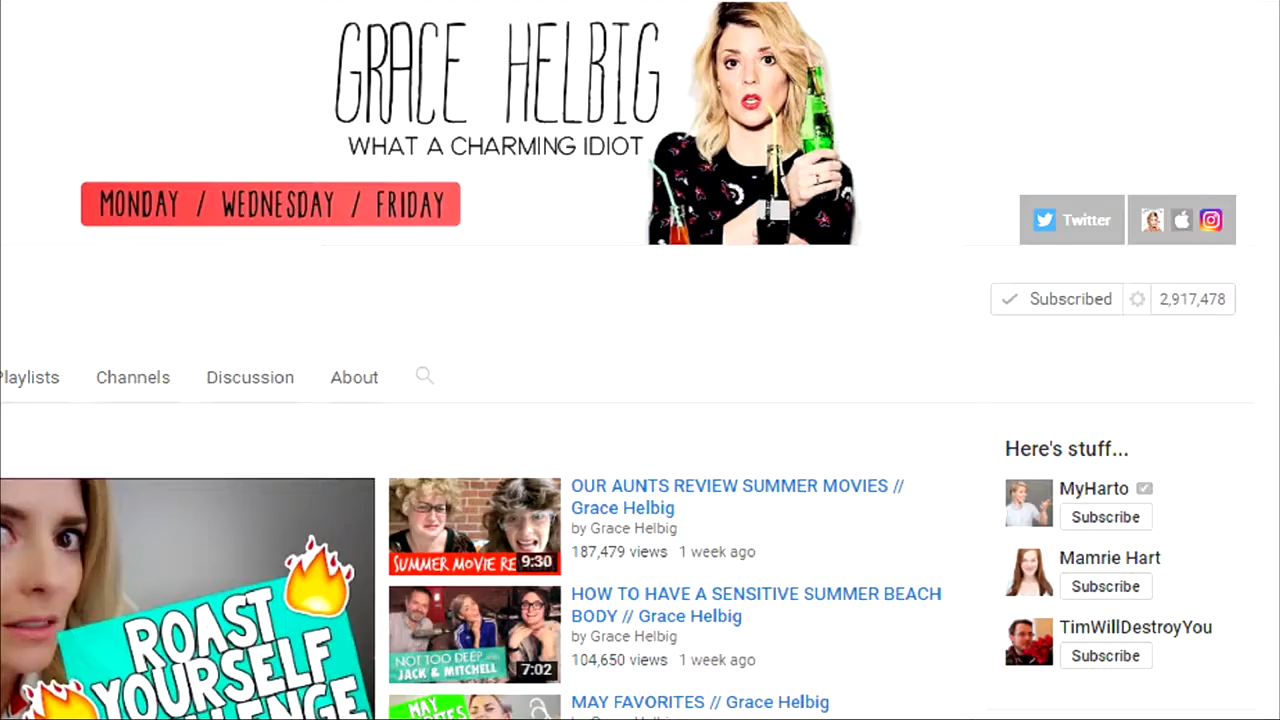 GRACE HELBIG
WHAT A CHARMING IDIOT
MONDAY / WEDNESDAY / FRIDAY
Twitter
Subscribed
2,917,478
Playlists
Channels
Discussion
About
Here's stuff...
MyHarto
Subscribe
Mamrie Hart
Subscribe
TimWillDestroyYou
Subscribe
ROAST
YOURSELF
OUR AUNTS REVIEW SUMMER MOVIES //
Grace Helbig
by Grace Helbig
187,479 views 1 week ago
SUMMER MOVIE RE
9:30
HOW TO HAVE A SENSITIVE SUMMER BEACH
BODY // Grace Helbig
by Grace Helbig
104,650 views 1 week ago
NOT TOO DEEP WITH
JACK & MITCHELL
7:02
MAY FAVORITES // Grace Helbig
MAY